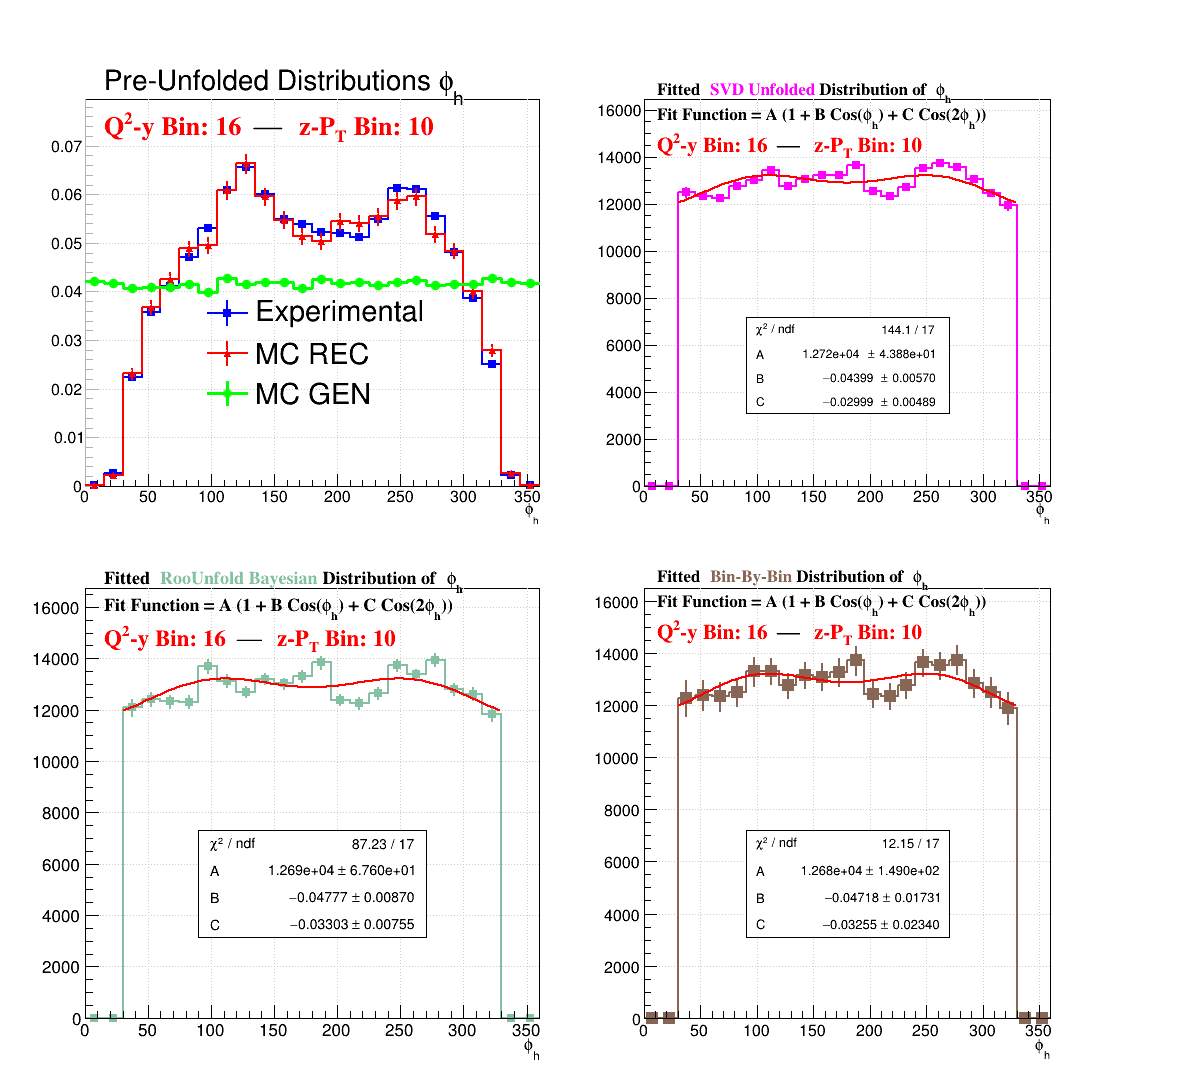 Pre-Unfolded Distributions ϕh
Q2-y Bin: 16 — z-PT Bin: 10
0.07
0.06
0.05
0.04
0.03
0.02
0.01
0
Experimental
MC REC
MC GEN
0 50 100 150 200 250 300 350
ϕh
Fitted SVD Unfolded Distribution of ϕh
Fit Function = A (1 + B Cos(ϕh) + C Cos(2ϕh))
Q2-y Bin: 16 — z-PT Bin: 10
16000
14000
12000
10000
8000
6000
4000
2000
0
χ2 / ndf 144.1 / 17
A 1.272e+04 ± 4.388e+01
B −0.04399 ± 0.00570
C −0.02999 ± 0.00489
0 50 100 150 200 250 300 350
ϕh
Fitted RooUnfold Bayesian Distribution of ϕh
Fit Function = A (1 + B Cos(ϕh) + C Cos(2ϕh))
Q2-y Bin: 16 — z-PT Bin: 10
16000
14000
12000
10000
8000
6000
4000
2000
0
χ2 / ndf 87.23 / 17
A 1.269e+04 ± 6.760e+01
B −0.04777 ± 0.00870
C −0.03303 ± 0.00755
0 50 100 150 200 250 300 350
ϕh
Fitted Bin-By-Bin Distribution of ϕh
Fit Function = A (1 + B Cos(ϕh) + C Cos(2ϕh))
Q2-y Bin: 16 — z-PT Bin: 10
16000
14000
12000
10000
8000
6000
4000
2000
0
χ2 / ndf 12.15 / 17
A 1.268e+04 ± 1.490e+02
B −0.04718 ± 0.01731
C −0.03255 ± 0.02340
0 50 100 150 200 250 300 350
ϕh